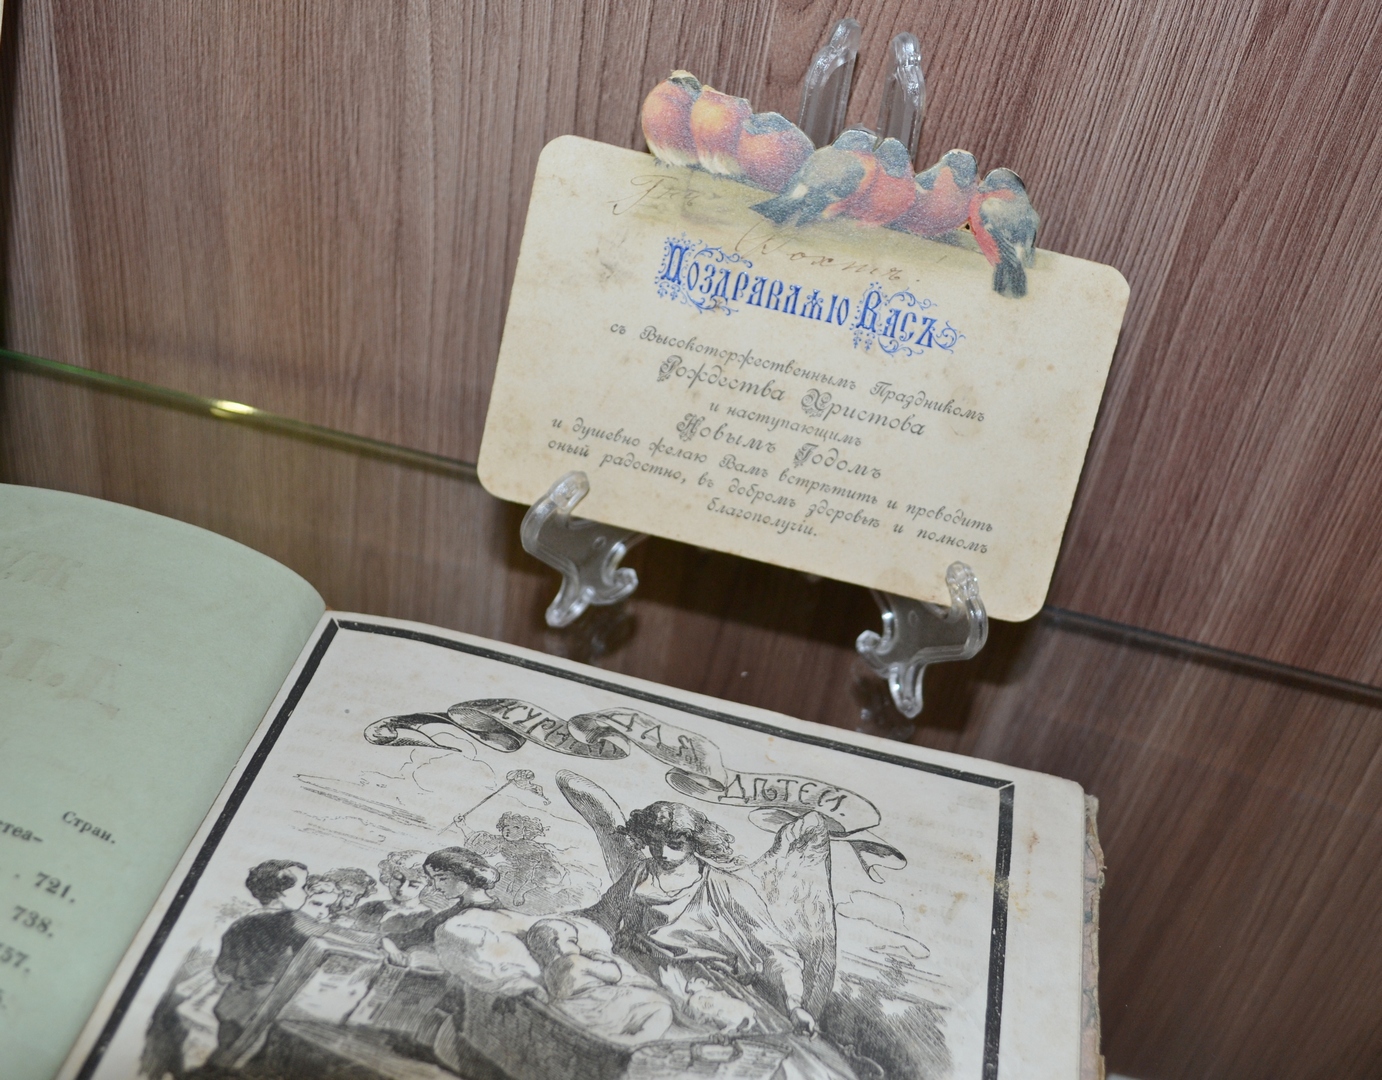 Поздравляю Васъ
съ Высокоторжественнымъ Праздникомъ
Рождества Христова
и наступающимъ
Новымъ Годомъ
и душевно желаю Вамъ встрѣтить и проводить
оный радостно, въ добромъ здоровьѣ и полномъ
благополучіи.
ЖУРНАЛЪ ДЛЯ ДѢТЕЙ.
Стран.
721.
738.